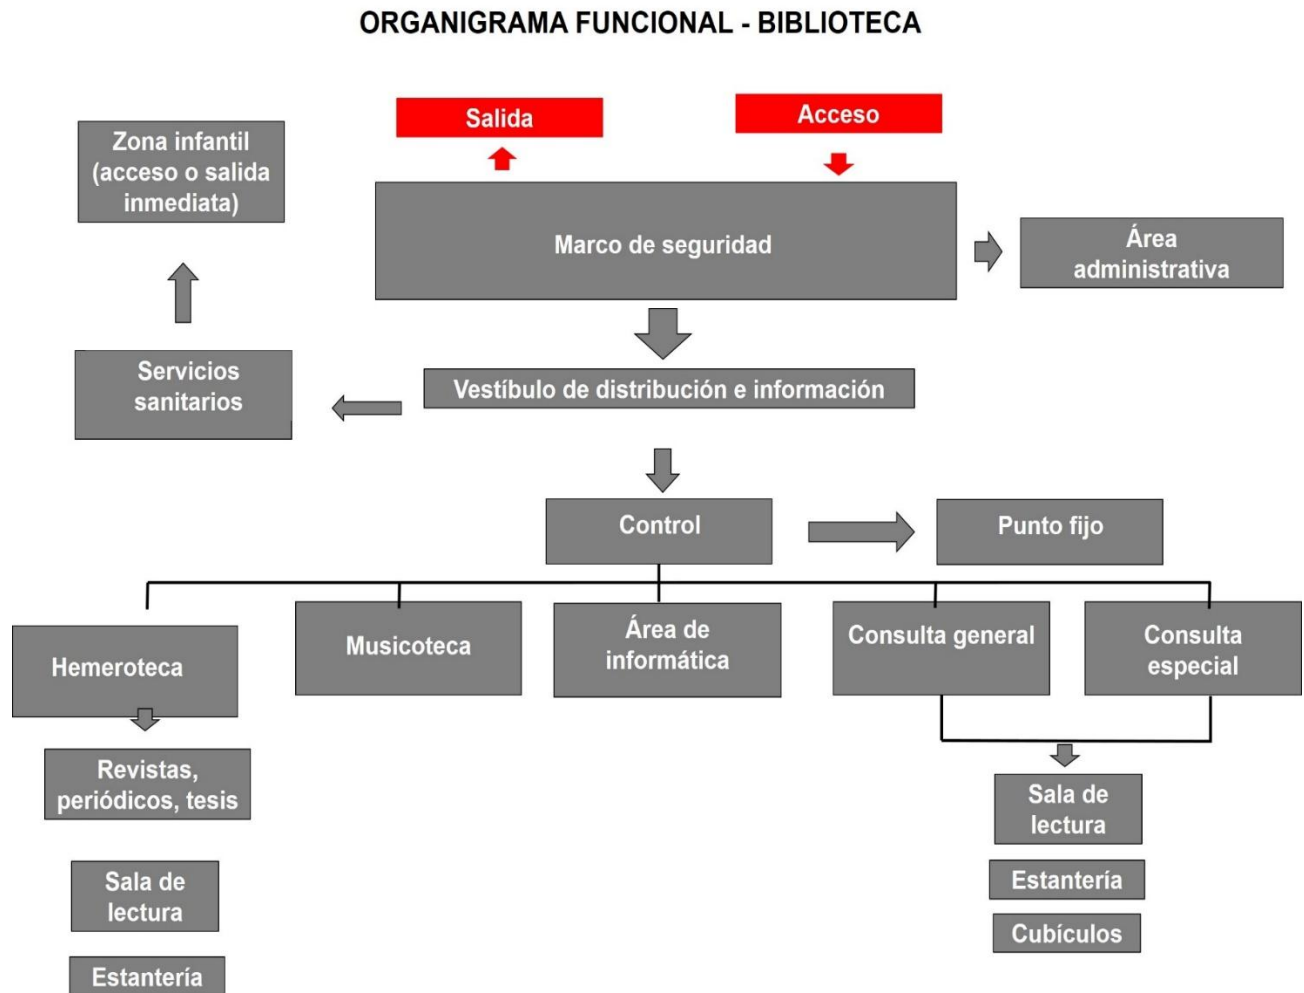 ORGANIGRAMA FUNCIONAL - BIBLIOTECA
Salida
Acceso
Zona infantil
(acceso o salida
inmediata)
Marco de seguridad
Área
administrativa
Servicios
sanitarios
Vestíbulo de distribución e información
Control
Punto fijo
Hemeroteca
Musicoteca
Área de
informática
Consulta general
Consulta
especial
Revistas,
periódicos, tesis
Sala de
lectura
Estantería
Sala de
lectura
Estantería
Cubículos